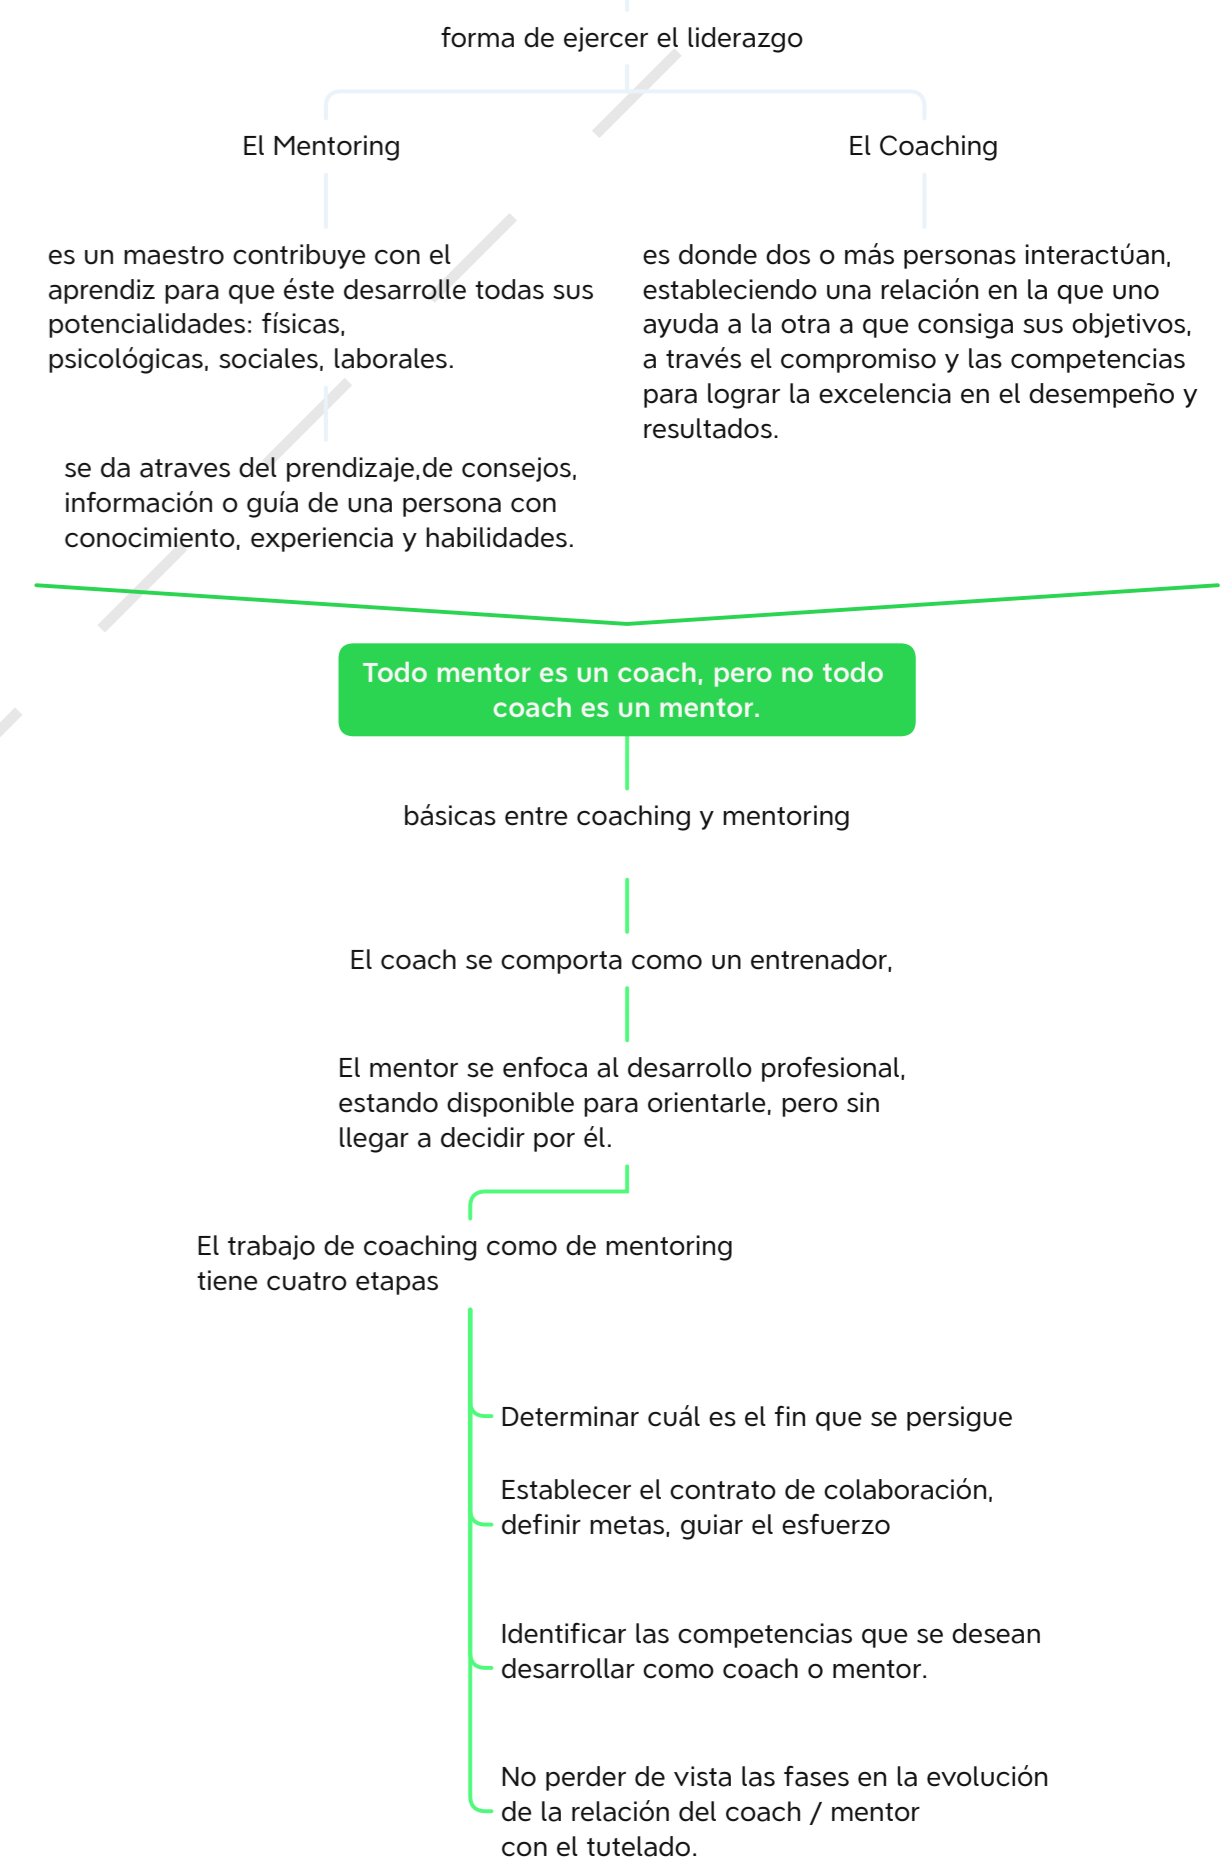 forma de ejercer el liderazgo
El Mentoring
El Coaching
es un maestro contribuye con el
aprendiz para que éste desarrolle todas sus
potencialidades: físicas,
psicológicas, sociales, laborales.
es donde dos o más personas interactúan,
estableciendo una relación en la que uno
ayuda a la otra a que consiga sus objetivos,
a través el compromiso y las competencias
para lograr la excelencia en el desempeño y
resultados.
se da atraves del prendizaje,de consejos,
información o guía de una persona con
conocimiento, experiencia y habilidades.
Todo mentor es un coach, pero no todo
coach es un mentor.
básicas entre coaching y mentoring
El coach se comporta como un entrenador,
El mentor se enfoca al desarrollo profesional,
estando disponible para orientarle, pero sin
llegar a decidir por él.
El trabajo de coaching como de mentoring
tiene cuatro etapas
Determinar cuál es el fin que se persigue
Establecer el contrato de colaboración,
definir metas, guiar el esfuerzo
Identificar las competencias que se desean
desarrollar como coach o mentor.
No perder de vista las fases en la evolución
de la relación del coach / mentor
con el tutelado.